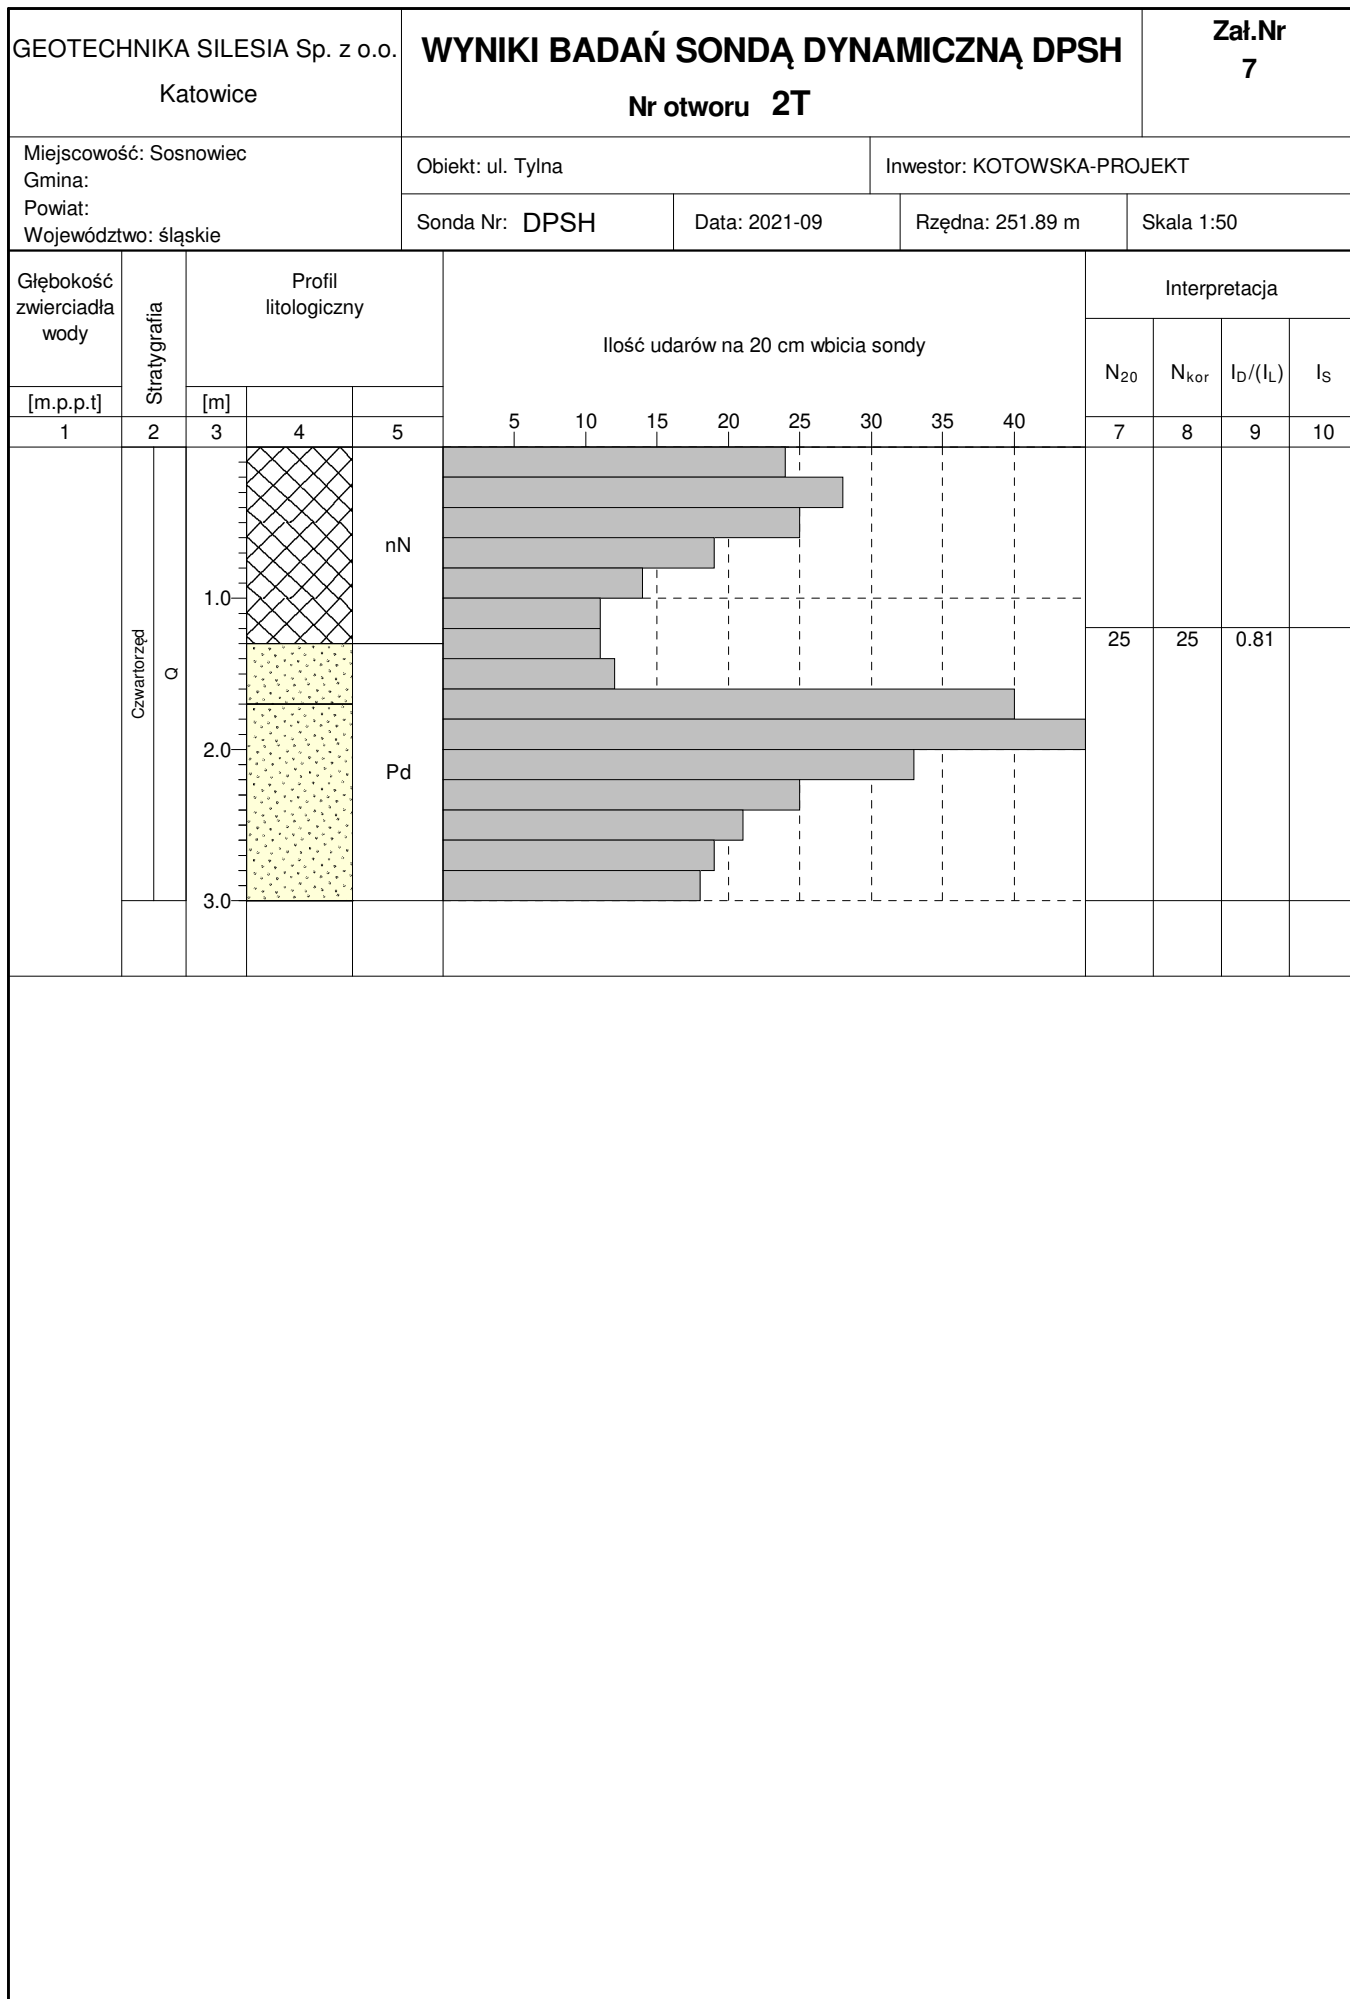 GEOTECHNIKA SILESIA Sp. z o.o.
Katowice
WYNIKI BADAŃ SONDĄ DYNAMICZNĄ DPSH
Nr otworu 2T
Zał.Nr
7
Miejscowość: Sosnowiec
Gmina:
Powiat:
Województwo: śląskie
Obiekt: ul. Tylna
Inwestor: KOTOWSKA-PROJEKT
Sonda Nr: DPSH
Data: 2021-09
Rzędna: 251.89 m
Skala 1:50
Głębokość
zwierciadła
wody
[m.p.p.t]
Stratygrafia
Profil
litologiczny
[m]
Ilość udarów na 20 cm wbicia sondy
5 10 15 20 25 30 35 40
Interpretacja
N20 Nkor ID/(IL) IS
1 2 3 4 5 7 8 9 10
Czwartorzęd
Q
nN
1.0
25 25 0.81
2.0
Pd
3.0